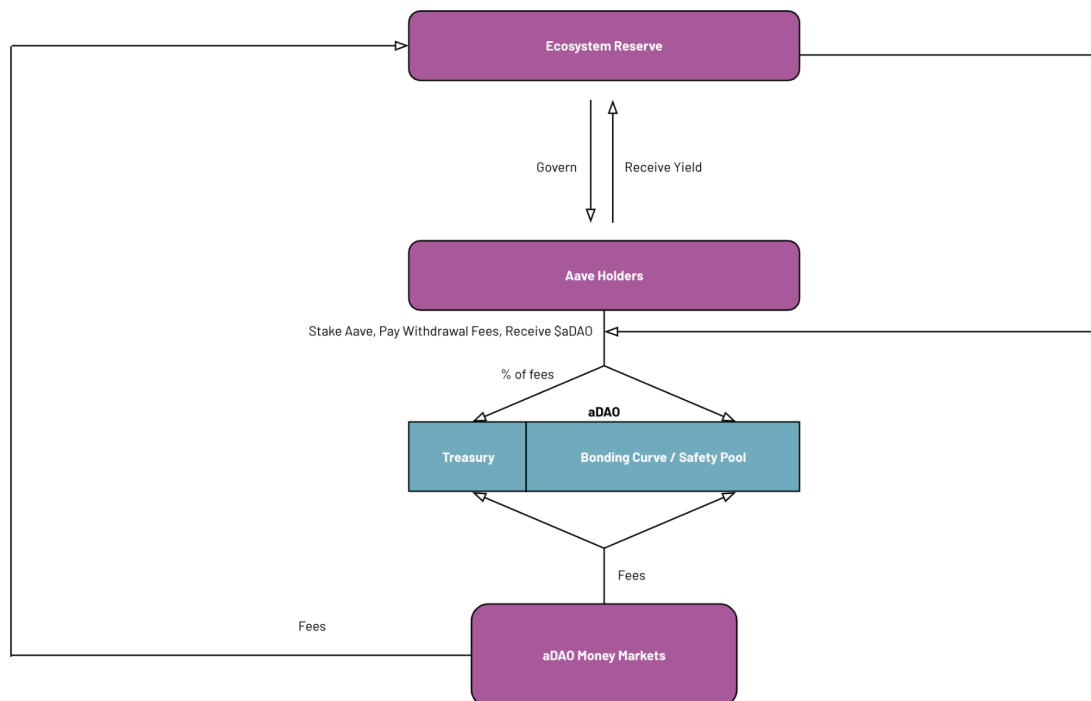 Ecosystem Reserve
Govern
Receive Yield
Aave Holders
Stake Aave, Pay Withdrawal Fees, Receive $aDAO
% of fees
aDAO
Treasury
Bonding Curve / Safety Pool
Fees
Fees
aDAO Money Markets